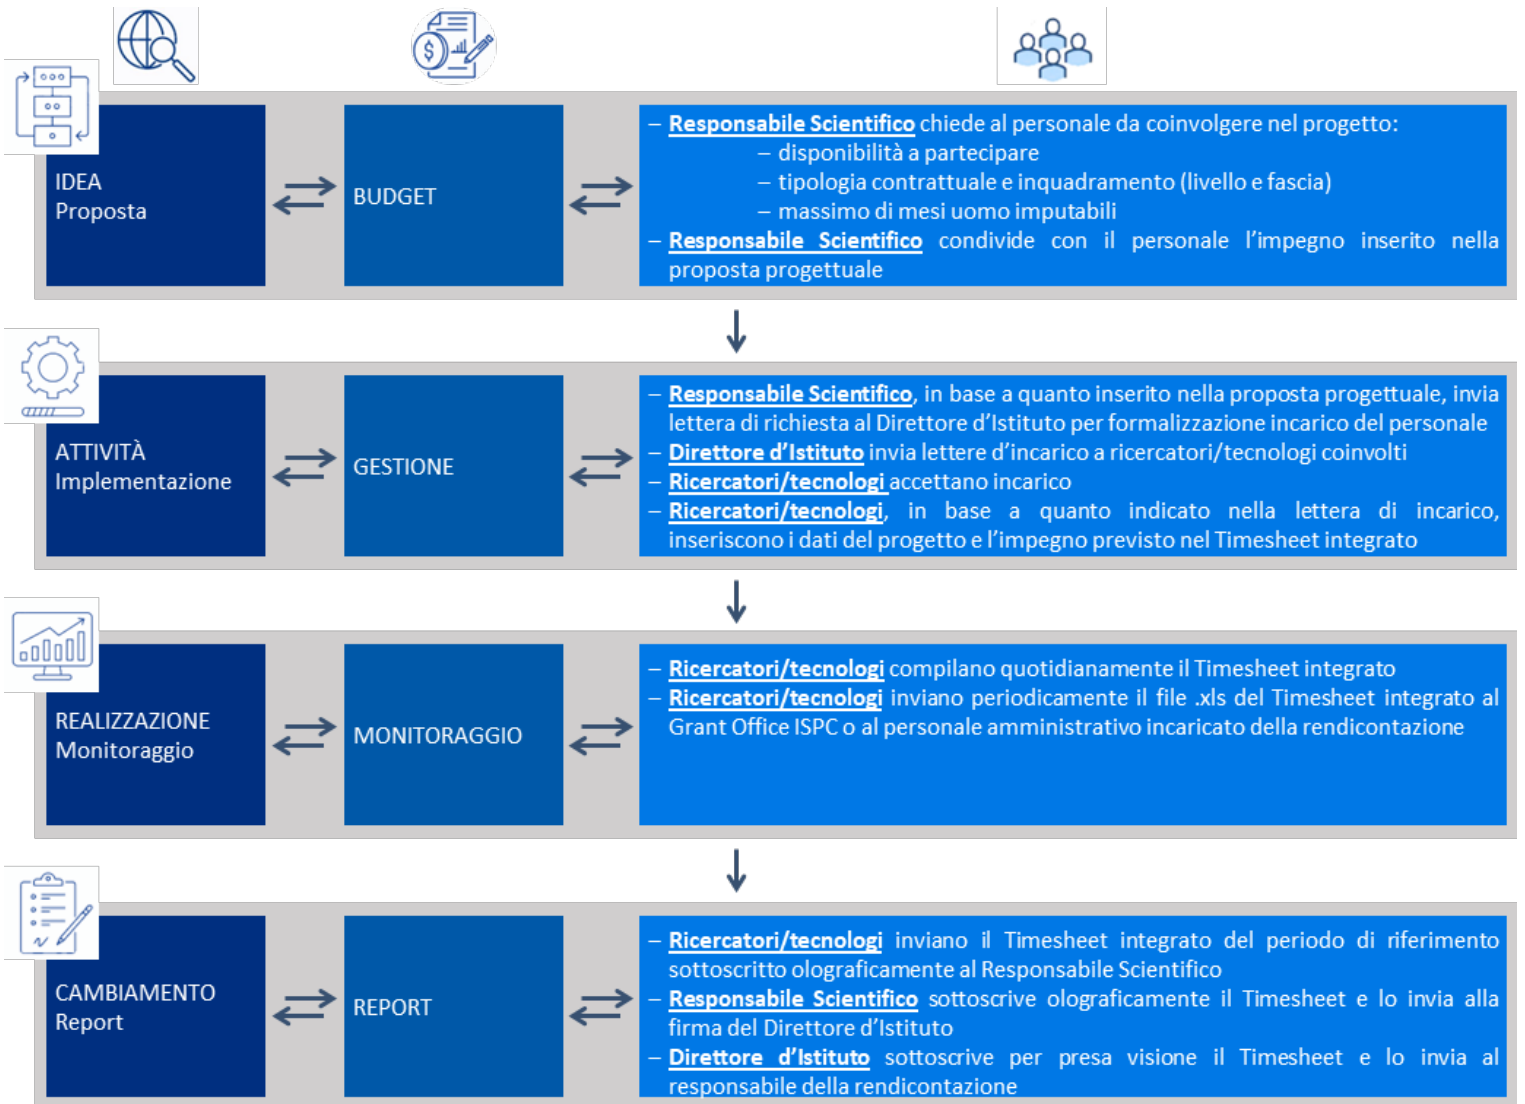 IDEA
Proposta
BUDGET
– Responsabile Scientifico chiede al personale da coinvolgere nel progetto:
– disponibilità a partecipare
– tipologia contrattuale e inquadramento (livello e fascia)
– massimo di mesi uomo imputabili
– Responsabile Scientifico condivide con il personale l'impegno inserito nella
proposta progettuale
ATTIVITÀ
Implementazione
GESTIONE
– Responsabile Scientifico, in base a quanto inserito nella proposta progettuale, invia
lettera di richiesta al Direttore d'Istituto per formalizzazione incarico del personale
– Direttore d'Istituto invia lettere d'incarico a ricercatori/tecnologi coinvolti
– Ricercatori/tecnologi accettano incarico
– Ricercatori/tecnologi, in base a quanto indicato nella lettera di incarico,
inseriscono i dati del progetto e l'impegno previsto nel Timesheet integrato
REALIZZAZIONE
Monitoraggio
MONITORAGGIO
– Ricercatori/tecnologi compilano quotidianamente il Timesheet integrato
– Ricercatori/tecnologi inviano periodicamente il file .xls del Timesheet integrato al
Grant Office ISPC o al personale amministrativo incaricato della rendicontazione
CAMBIAMENTO
Report
REPORT
– Ricercatori/tecnologi inviano il Timesheet integrato del periodo di riferimento
sottoscritto olograficamente al Responsabile Scientifico
– Responsabile Scientifico sottoscrive olograficamente il Timesheet e lo invia alla
firma del Direttore d'Istituto
– Direttore d'Istituto sottoscrive per presa visione il Timesheet e lo invia al
responsabile della rendicontazione